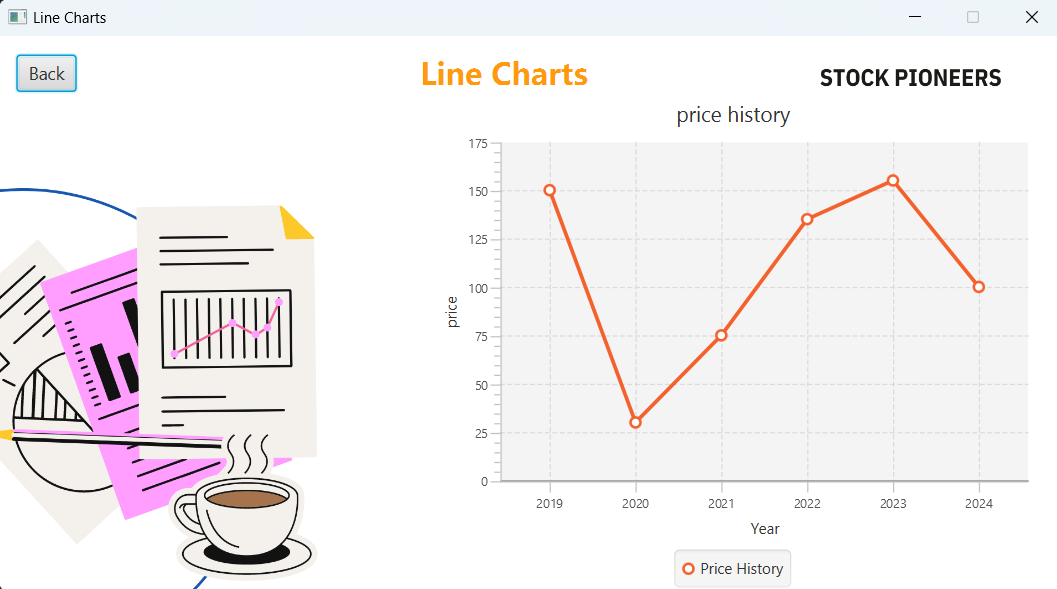 Line Charts
Back
Line Charts
STOCK PIONEERS
price history
price
175
150
125
100
75
50
25
0
2019 2020 2021 2022 2023 2024
Year
Price History